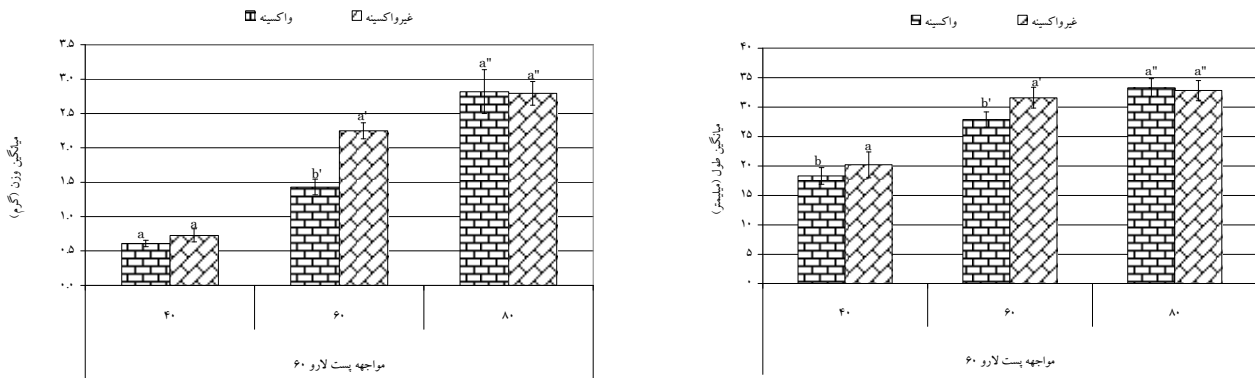 واکسینه غیرواکسینه
میانگین وزن (گرم)
۳.۵
۳.۰
۲.۵
۲.۰
۱.۵
۱.۰
۰.۵
۰.۰
a a
b' a'
a" a"
۴۰ ۶۰ ۸۰
مواجهه پست لارو ۶۰
واکسینه غیرواکسینه
میانگین طول (میلیمتر)
۴۰
۳۵
۳۰
۲۵
۲۰
۱۵
۱۰
۵
۰
b a
b' a'
a" a"
۴۰ ۶۰ ۸۰
مواجهه پست لارو ۶۰